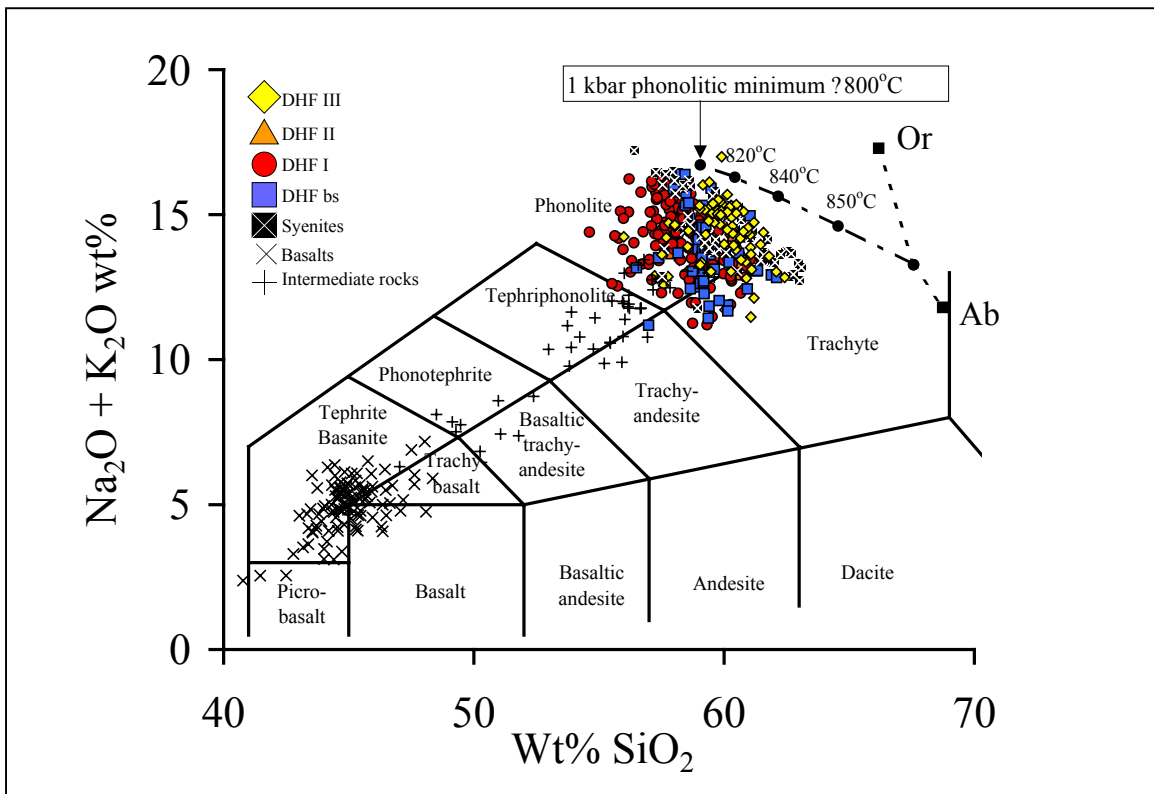 20
15
10
5
0
Na₂O + K₂O wt%
DHF III
DHF II
DHF I
DHF bs
Syenites
Basalts
Intermediate rocks
1 kbar phonolitic minimum ?800°C
Or
820°C
840°C
850°C
Ab
Phonolite
Tephriphonolite
Trachyte
Phonotephrite
Trachy-
andesite
Tephrite
Basanite
Basaltic
trachy-
andesite
Trachy-
basalt
Picro-
basalt
Basalt
Basaltic
andesite
Andesite
Dacite
40
50
60
70
Wt% SiO₂